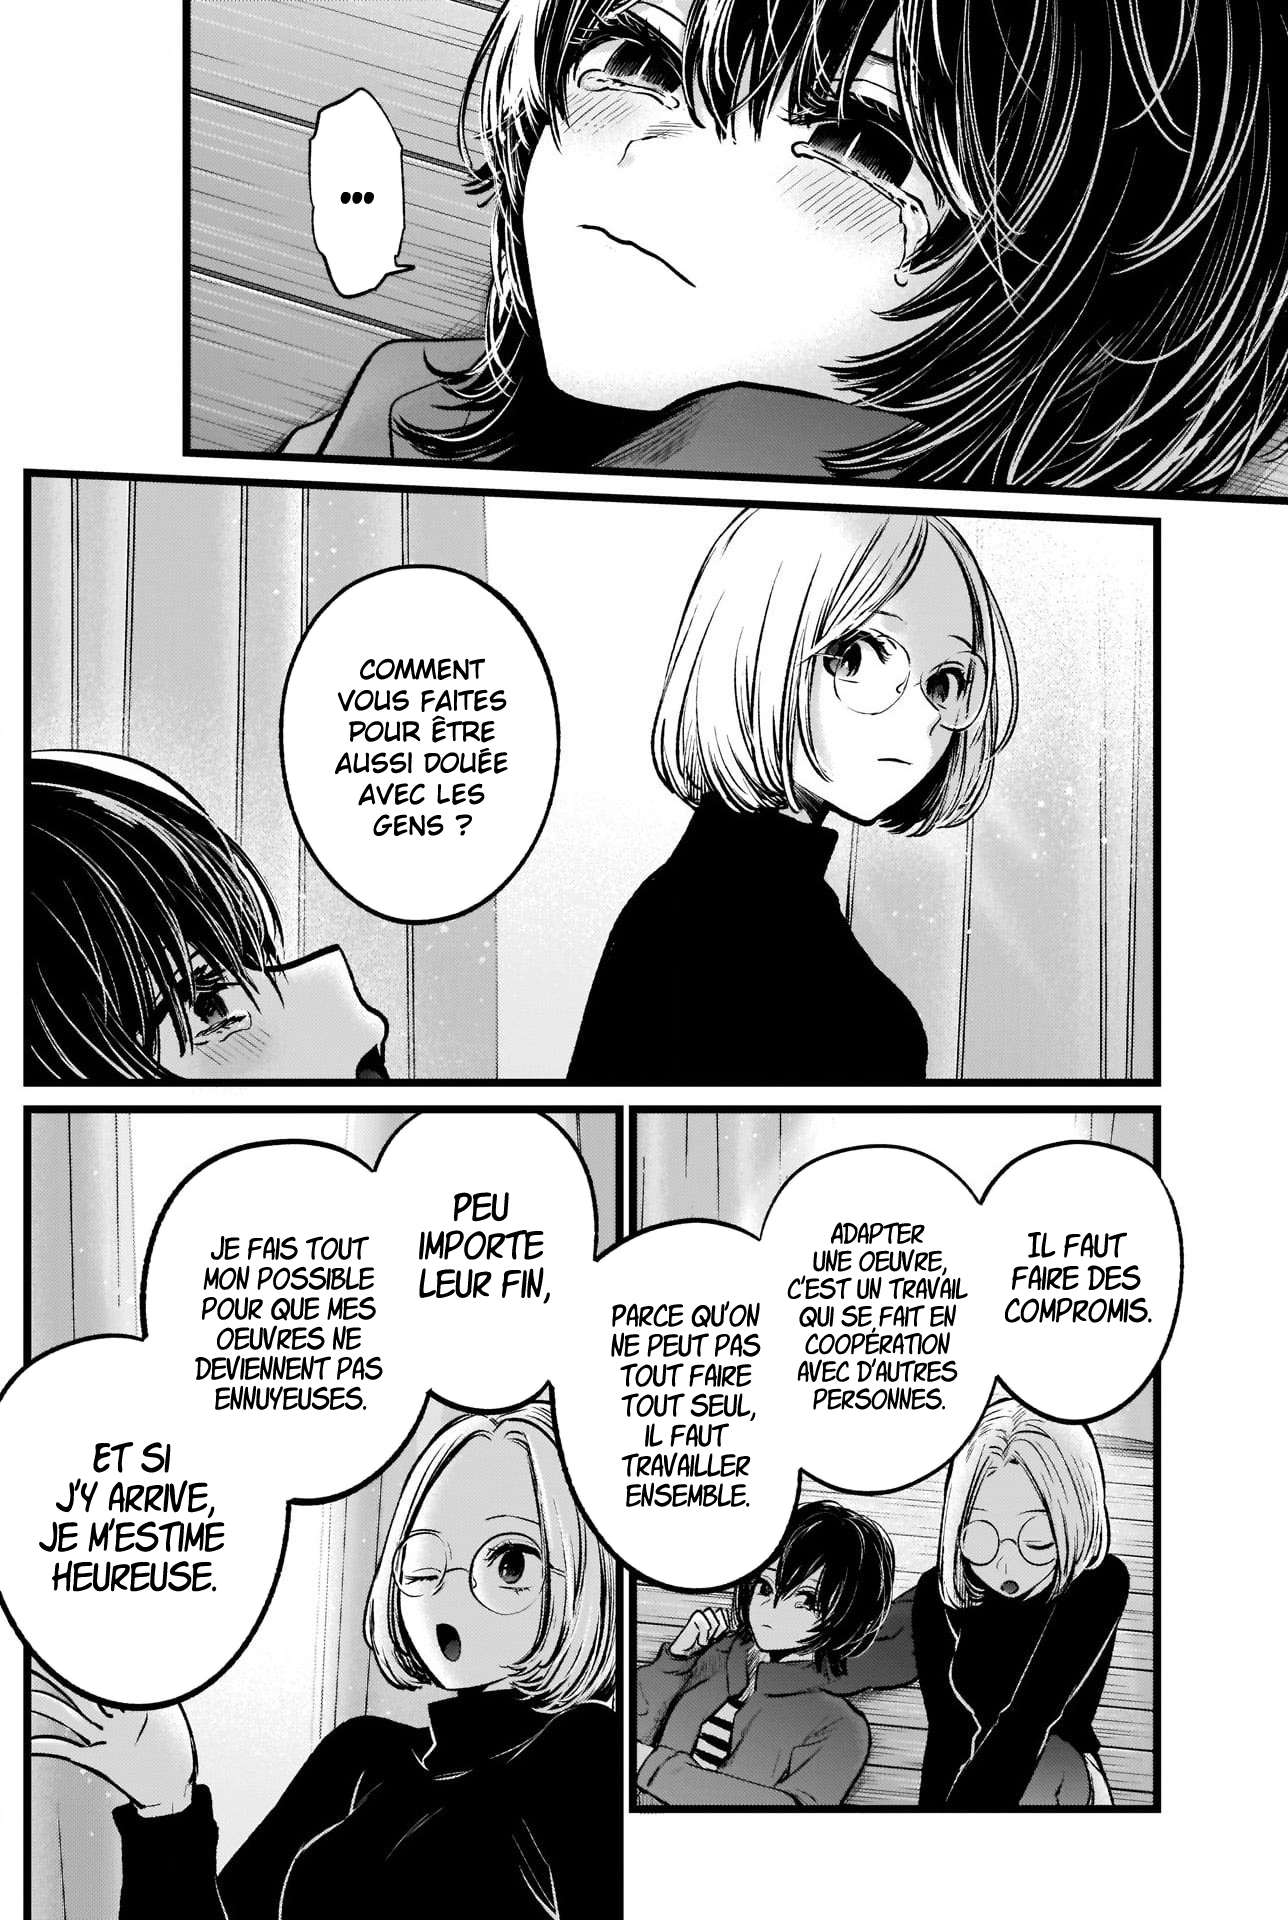 ...
COMMENT
VOUS FAITES
POUR ÊTRE
AUSSI DOUÉE
AVEC LES
GENS ?
IL FAUT
FAIRE DES
COMPROMIS.
ADAPTER
UNE OEUVRE,
C'EST UN TRAVAIL
QUI SE FAIT EN
COOPÉRATION
AVEC D'AUTRES
PERSONNES.
PARCE QU'ON
NE PEUT PAS
TOUT FAIRE
TOUT SEUL,
IL FAUT
TRAVAILLER
ENSEMBLE.
PEU
IMPORTE
LEUR FIN,
JE FAIS TOUT
MON POSSIBLE
POUR QUE MES
OEUVRES NE
DEVIENNENT PAS
ENNUYEUSES.
ET SI
J'Y ARRIVE,
JE M'ESTIME
HEUREUSE.